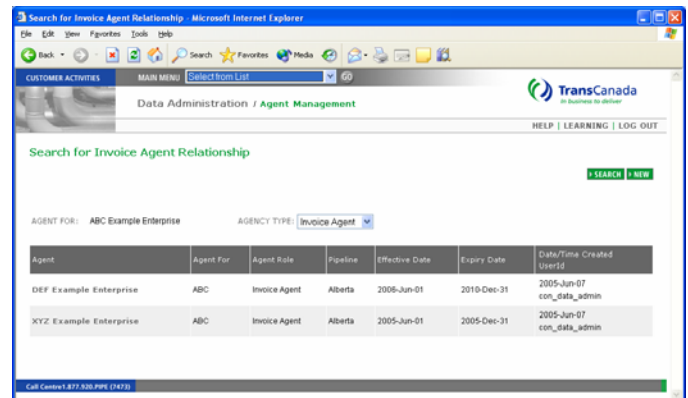 Search for Invoice Agent Relationship - Microsoft Internet Explorer
File Edit View Favorites Tools Help
Back Search Favorites Media
CUSTOMER ACTIVITIES MAIN MENU Select from List GO
TransCanada
In business to deliver
Data Administration / Agent Management
HELP | LEARNING | LOG OUT
Search for Invoice Agent Relationship
SEARCH NEW
AGENT FOR: ABC Example Enterprise AGENCY TYPE: Invoice Agent
Agent Agent For Agent Role Pipeline Effective Date Expiry Date Date/Time Created
UserId
DEF Example Enterprise ABC Invoice Agent Alberta 2006-Jun-01 2010-Dec-31 2005-Jun-07
con_data_admin
XYZ Example Enterprise ABC Invoice Agent Alberta 2005-Jun-01 2005-Dec-31 2005-Jun-07
con_data_admin
Call Centre1.877.920.PIPE (7473)